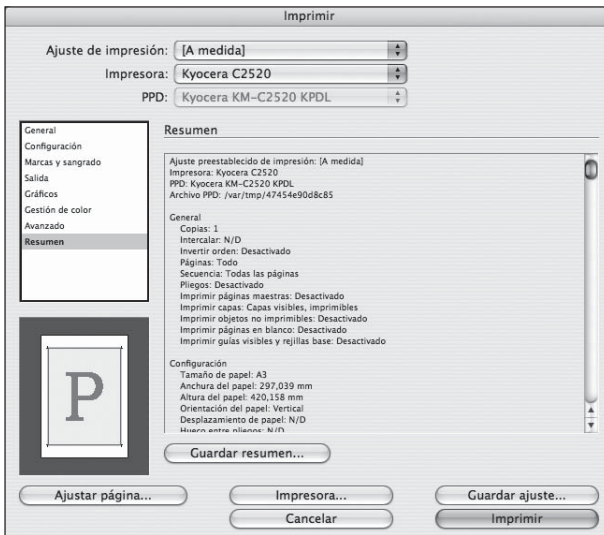 Imprimir
Ajuste de impresión: [A medida]
Impresora: Kyocera C2520
PPD: Kyocera KM-C2520 KPDL
General
Configuración
Marcas y sangrado
Salida
Gráficos
Gestión de color
Avanzado
Resumen
Resumen
Ajuste preestablecido de impresión: [A medida]
Impresora: Kyocera C2520
PPD: Kyocera KM-C2520 KPDL
Archivo PPD: /var/tmp/47454e90d8c85
General
Copias: 1
Intercalar: N/D
Invertir orden: Desactivado
Páginas: Todo
Secuencia: Todas las páginas
Pliegos: Desactivado
Imprimir páginas maestras: Desactivado
Imprimir capas: Capas visibles, imprimibles
Imprimir objetos no imprimibles: Desactivado
Imprimir páginas en blanco: Desactivado
Imprimir guías visibles y rejillas base: Desactivado
Configuración
Tamaño de papel: A3
Anchura del papel: 297,039 mm
Altura del papel: 420,158 mm
Orientación del papel: Vertical
Desplazamiento de papel: N/D
Hueco entre pliegos: N/D
P
Guardar resumen...
Ajustar página...
Impresora...
Guardar ajuste...
Cancelar
Imprimir